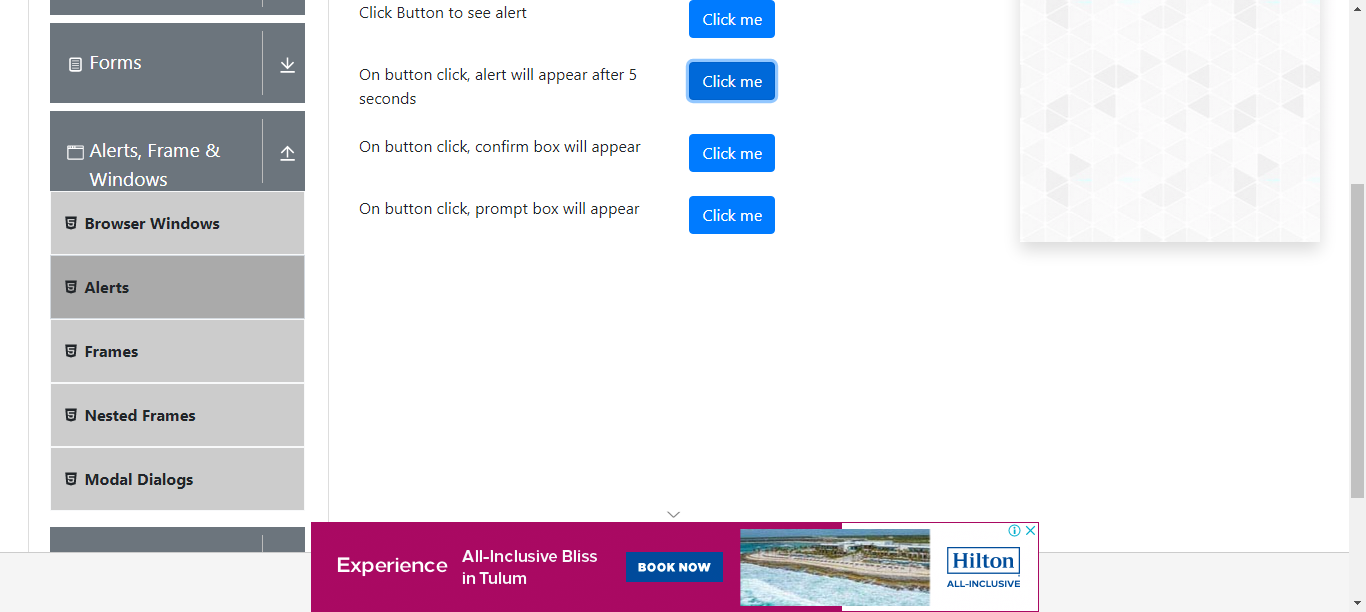 Click Button to see alert
Click me
Forms
On button click, alert will appear after 5
seconds
Click me
Alerts, Frame &
Windows
On button click, confirm box will appear
Click me
On button click, prompt box will appear
Click me
Browser Windows
Alerts
Frames
Nested Frames
Modal Dialogs
Experience
All-Inclusive Bliss
in Tulum
BOOK NOW
Hilton
ALL-INCLUSIVE